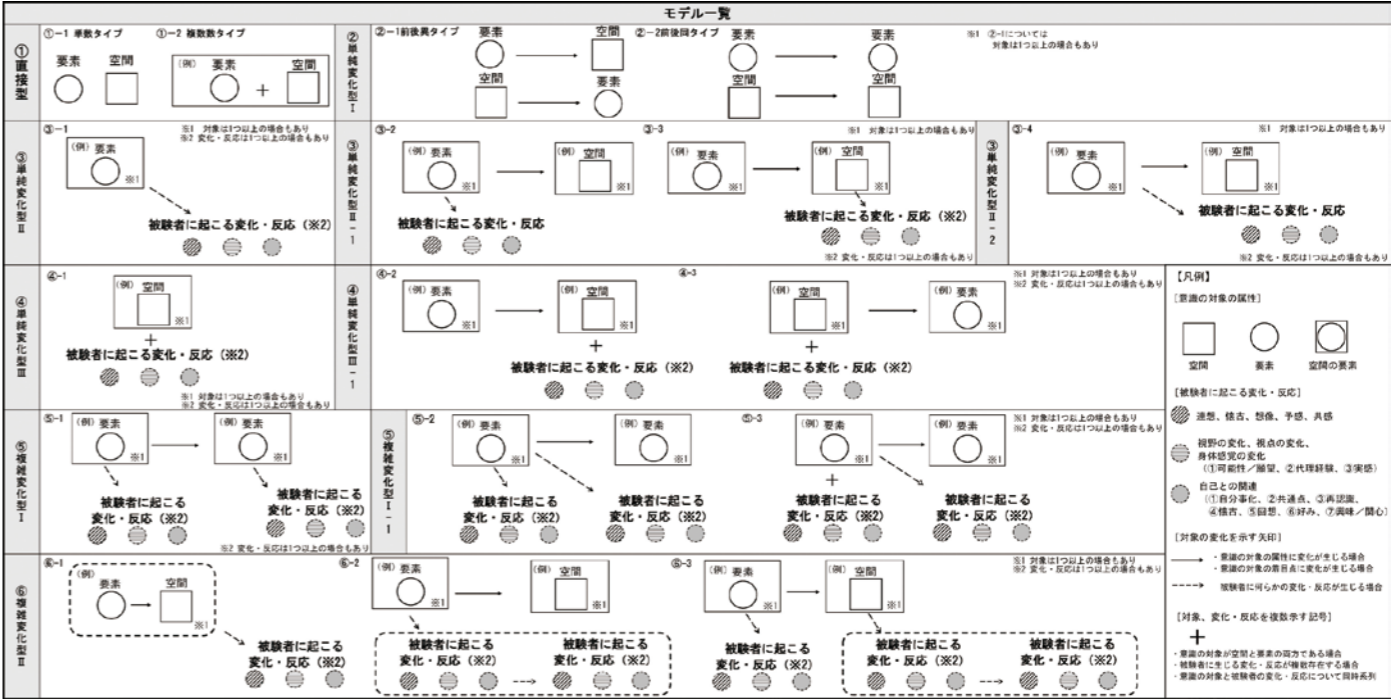 モデル一覧
①直接型
①-1 単数タイプ
要素
空間
①-2 複数数タイプ
(例) 要素
空間
+
②単純変化型Ⅰ
②-1前後異タイプ
要素
空間
空間
要素
②-2前後同タイプ
要素
要素
空間
空間
※1 ②-1については
対象は1つ以上の場合もあり
③単純変化型Ⅱ
③-1
※1 対象は1つ以上の場合もあり
※2 変化・反応は1つ以上の場合もあり
(例) 要素
※1
被験者に起こる変化・反応 (※2)
③単純変化型Ⅱ-1
③-2
(例) 要素
※1
(例) 空間
※1
被験者に起こる変化・反応
③-3
※1 対象は1つ以上の場合もあり
(例) 要素
※1
(例) 空間
※1
被験者に起こる変化・反応 (※2)
※2 変化・反応は1つ以上の場合もあり
③単純変化型Ⅱ-2
③-4
※1 対象は1つ以上の場合もあり
(例) 要素
※1
(例) 空間
※1
被験者に起こる変化・反応
※2 変化・反応は1つ以上の場合もあり
④単純変化型Ⅲ
④-1
(例) 空間
※1
+
被験者に起こる変化・反応 (※2)
※1 対象は1つ以上の場合もあり
※2 変化・反応は1つ以上の場合もあり
④単純変化型Ⅲ-1
④-2
(例) 要素
※1
(例) 空間
※1
+
被験者に起こる変化・反応 (※2)
④-3
※1 対象は1つ以上の場合もあり
※2 変化・反応は1つ以上の場合もあり
(例) 空間
※1
(例) 要素
※1
+
被験者に起こる変化・反応 (※2)
⑤複雑変化型Ⅰ
⑤-1
(例) 要素
※1
(例) 要素
※1
被験者に起こる
変化・反応 (※2)
被験者に起こる
変化・反応 (※2)
※2 変化・反応は1つ以上の場合もあり
⑤複雑変化型Ⅰ-1
⑤-2
(例) 要素
※1
(例) 要素
※1
被験者に起こる
変化・反応 (※2)
被験者に起こる
変化・反応 (※2)
⑤-3
※1 対象は1つ以上の場合もあり
※2 変化・反応は1つ以上の場合もあり
(例) 要素
※1
(例) 要素
※1
+
被験者に起こる
変化・反応 (※2)
被験者に起こる
変化・反応 (※2)
⑥複雑変化型Ⅱ
⑥-1
(例)
要素
空間
※1
被験者に起こる
変化・反応 (※2)
⑥-2
(例) 要素
※1
(例) 空間
※1
被験者に起こる
変化・反応 (※2)
被験者に起こる
変化・反応 (※2)
⑥-3
※1 対象は1つ以上の場合もあり
※2 変化・反応は1つ以上の場合もあり
(例) 要素
※1
(例) 空間
※1
被験者に起こる
変化・反応 (※2)
被験者に起こる
変化・反応 (※2)
被験者に起こる
変化・反応 (※2)
【凡例】
[意識の対象の属性]
空間
要素
空間の要素
[被験者に起こる変化・反応]
連想、懐古、想像、予感、共感
視野の変化、視点の変化、
身体感覚の変化
(①可能性/願望、②代理経験、③実感)
自己との関連
(①自分事化、②共通点、③再認識、
④懐古、⑤回想、⑥好み、⑦興味/関心)
[対象の変化を示す矢印]
・意識の対象の属性に変化が生じる場合
・意識の対象の着目点に変化が生じる場合
被験者に何らかの変化・反応が生じる場合
[対象、変化・反応を複数示す記号]
+
・意識の対象が空間と要素の両方である場合
・被験者に生じる変化・反応が複数存在する場合
・意識の対象と被験者の変化・反応について同時系列